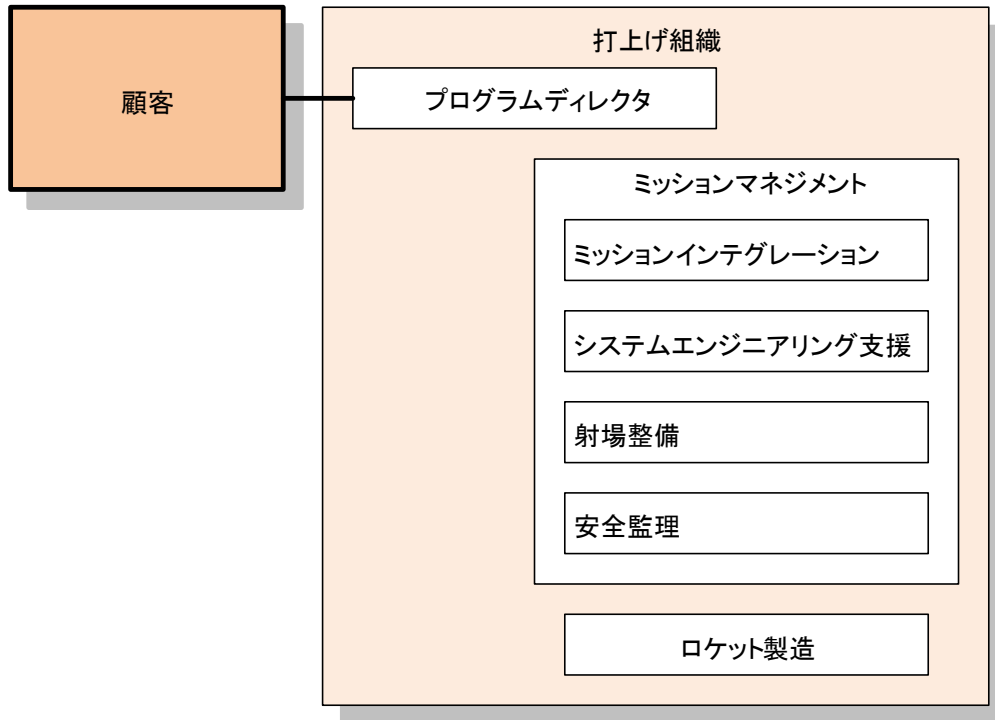 打上げ組織
顧客
プログラムディレクタ
ミッションマネジメント
ミッションインテグレーション
システムエンジニアリング支援
射場整備
安全監理
ロケット製造